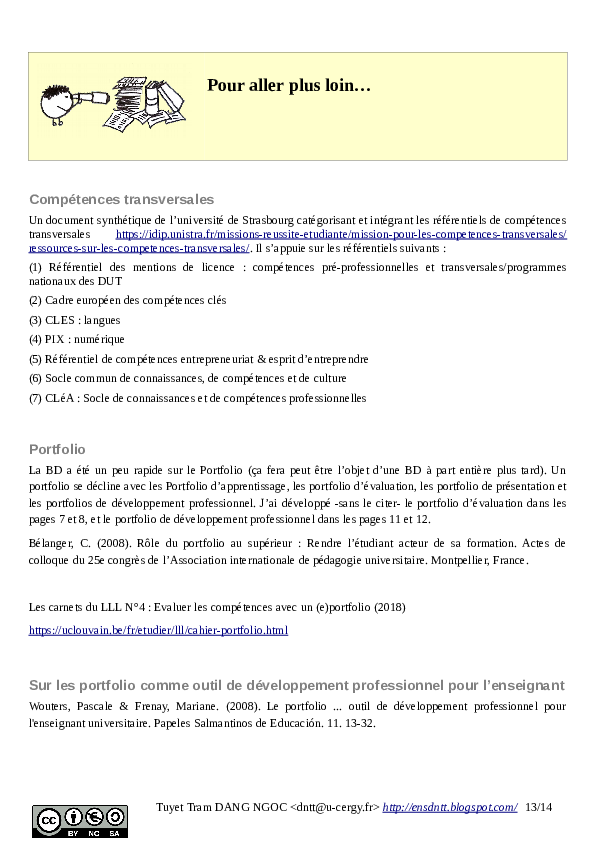 Pour aller plus loin…
Compétences transversales
Un document synthétique de l’université de Strasbourg catégorisant et intégrant les référentiels de compétences
transversales https://idip.unistra.fr/missions-reussite-etudiante/mission-pour-les-competences-transversales/
ressources-sur-les-competences-transversales/. Il s’appuie sur les référentiels suivants :
(1) Référentiel des mentions de licence : compétences pré-professionnelles et transversales/programmes
nationaux des DUT
(2) Cadre européen des compétences clés
(3) CLES : langues
(4) PIX : numérique
(5) Référentiel de compétences entrepreneuriat & esprit d’entreprendre
(6) Socle commun de connaissances, de compétences et de culture
(7) CLéA : Socle de connaissances et de compétences professionnelles
Portfolio
La BD a été un peu rapide sur le Portfolio (ça fera peut être l’objet d’une BD à part entière plus tard). Un
portfolio se décline avec les Portfolio d’apprentissage, les portfolio d’évaluation, les portfolio de présentation et
les portfolios de développement professionnel. J’ai développé -sans le citer- le portfolio d’évaluation dans les
pages 7 et 8, et le portfolio de développement professionnel dans les pages 11 et 12.
Bélanger, C. (2008). Rôle du portfolio au supérieur : Rendre l’étudiant acteur de sa formation. Actes de
colloque du 25e congrès de l’Association internationale de pédagogie universitaire. Montpellier, France.
Les carnets du LLL N°4 : Evaluer les compétences avec un (e)portfolio (2018)
https://uclouvain.be/fr/etudier/lll/cahier-portfolio.html
Sur les portfolio comme outil de développement professionnel pour l’enseignant
Wouters, Pascale & Frenay, Mariane. (2008). Le portfolio ... outil de développement professionnel pour
l'enseignant universitaire. Papeles Salmantinos de Educación. 11. 13-32.
Tuyet Tram DANG NGOC <dntt@u-cergy.fr> http://ensdntt.blogspot.com/ 13/14
cc BY NC SA